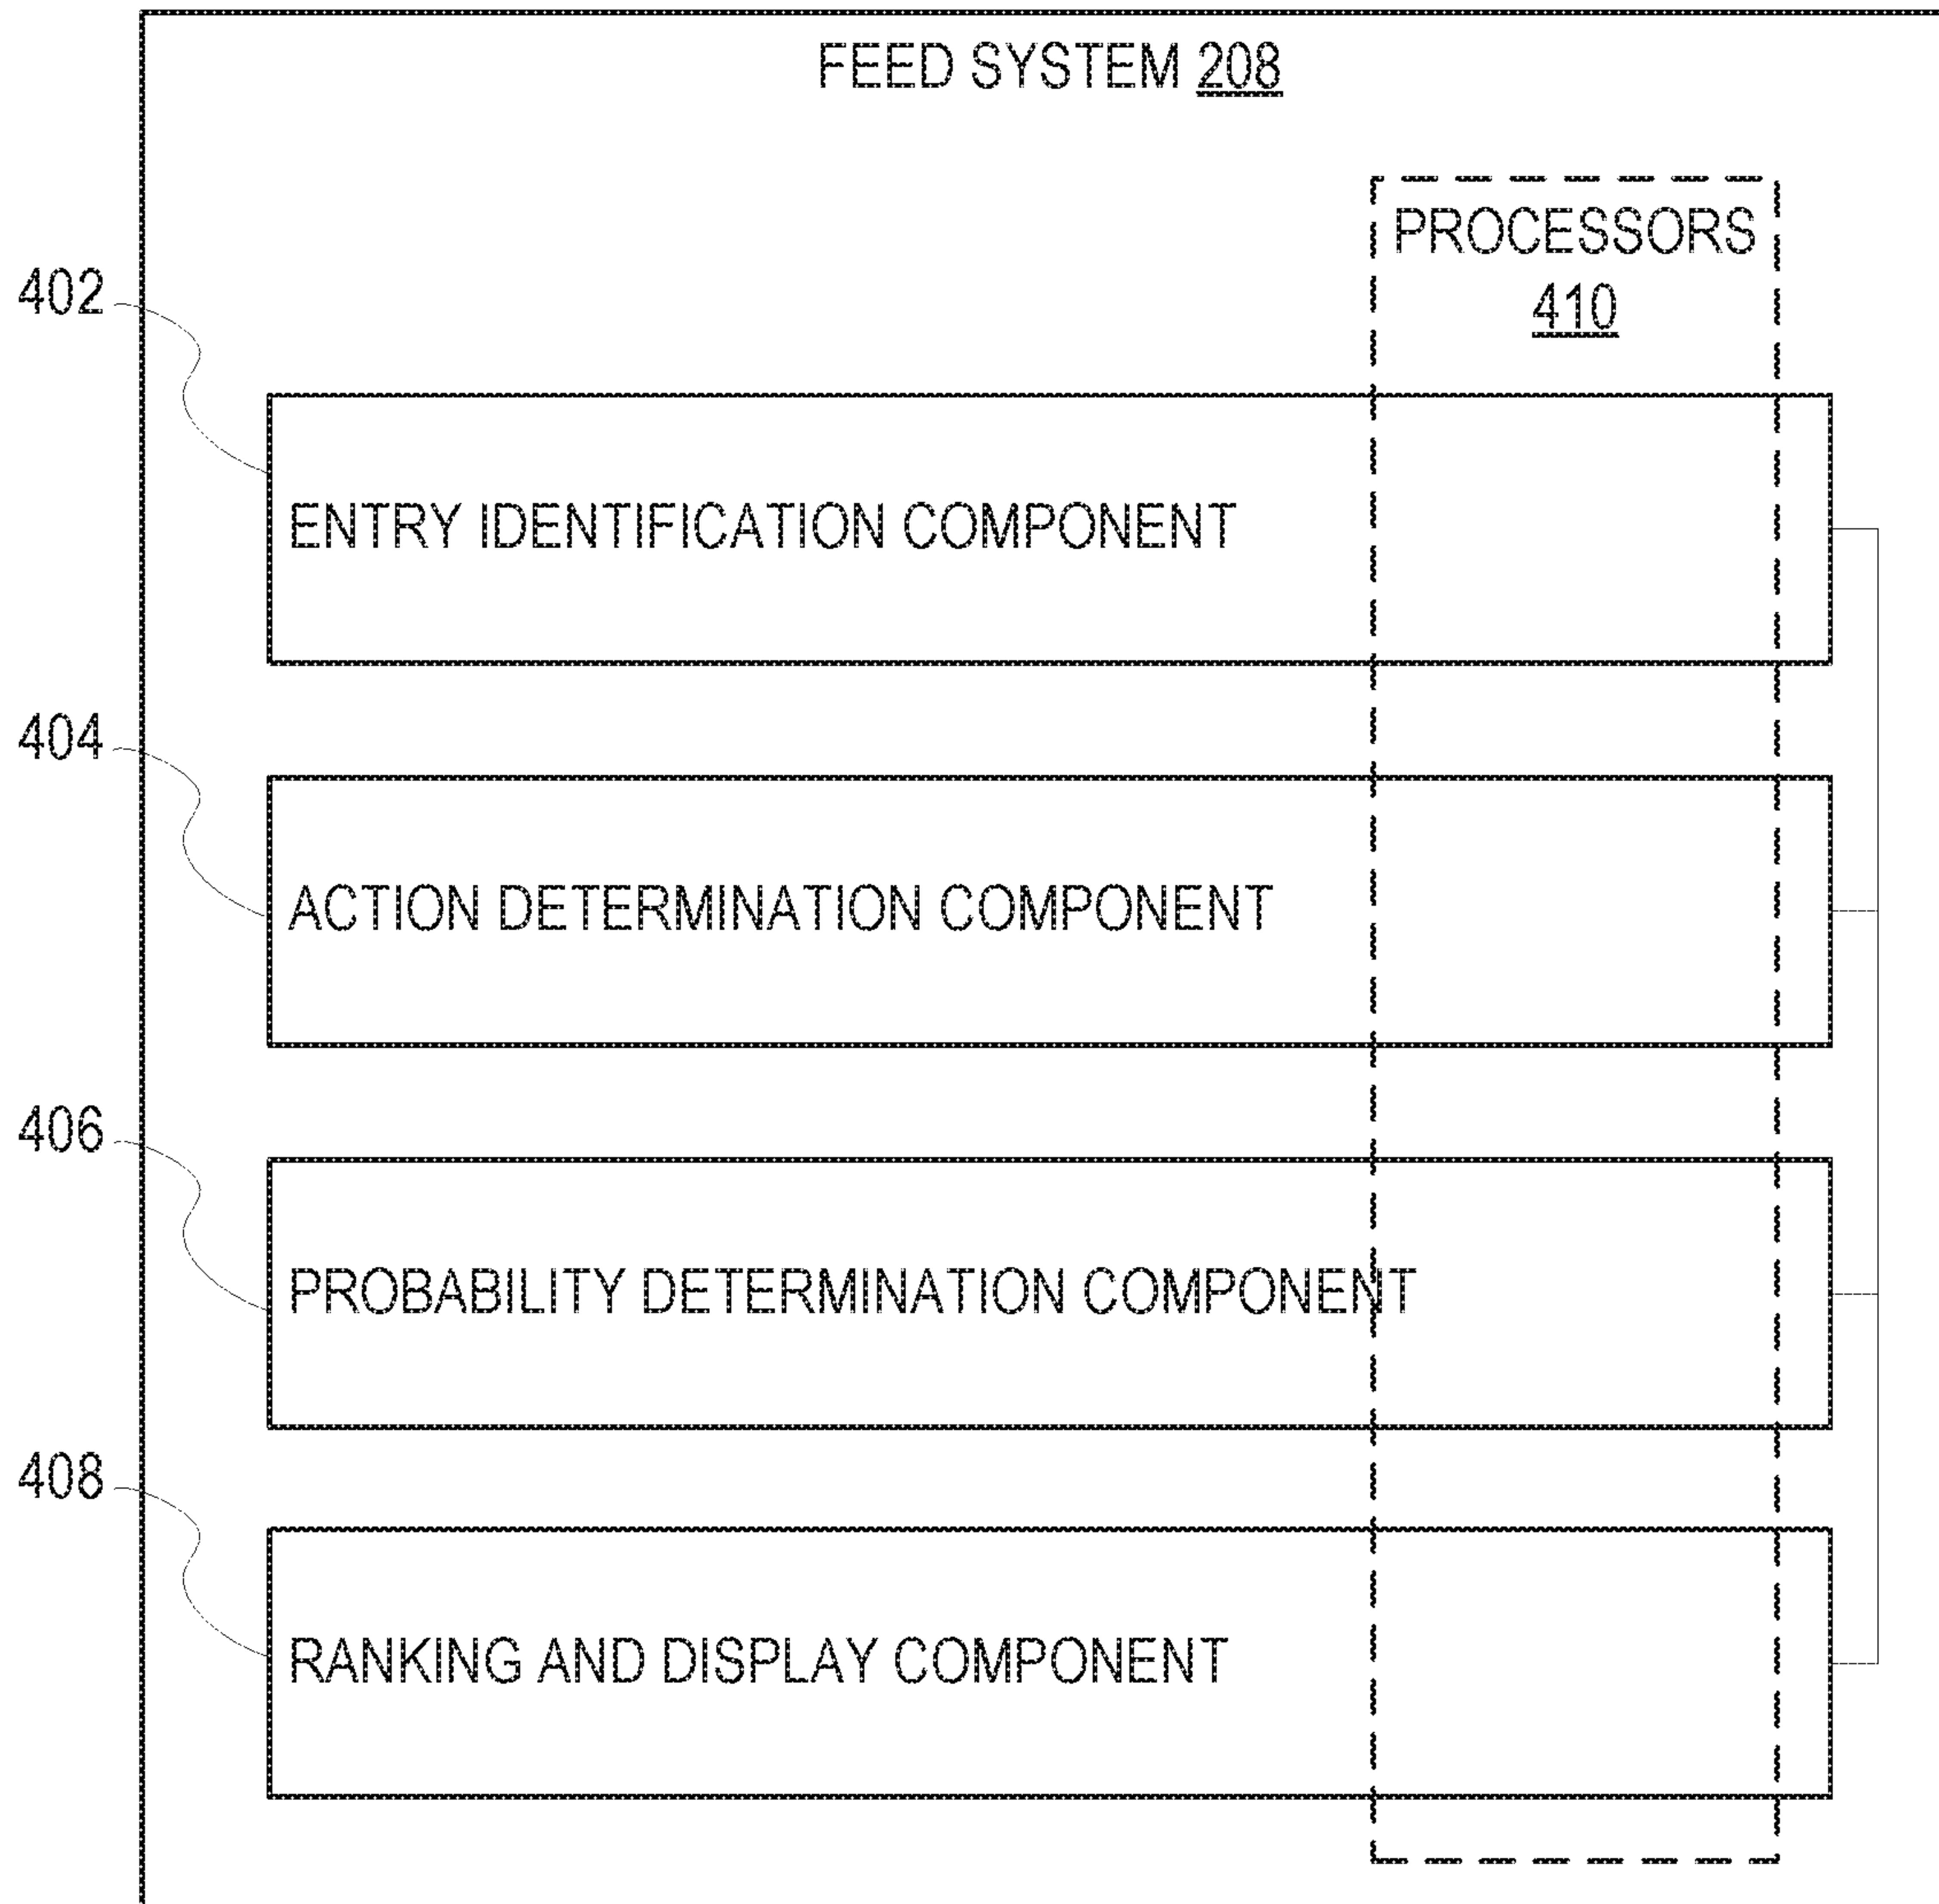 FEED SYSTEM 208
PROCESSORS
410
402
ENTRY IDENTIFICATION COMPONENT
404
ACTION DETERMINATION COMPONENT
406
PROBABILITY DETERMINATION COMPONENT
408
RANKING AND DISPLAY COMPONENT